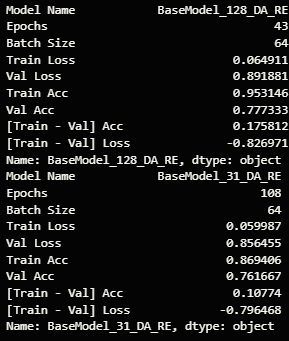 Model Name BaseModel_128_DA_RE
Epochs 43
Batch Size 64
Train Loss 0.064911
Val Loss 0.891881
Train Acc 0.953146
Val Acc 0.777333
[Train - Val] Acc 0.175812
[Train - Val] Loss -0.826971
Name: BaseModel_128_DA_RE, dtype: object
Model Name BaseModel_31_DA_RE
Epochs 108
Batch Size 64
Train Loss 0.059987
Val Loss 0.856455
Train Acc 0.869406
Val Acc 0.761667
[Train - Val] Acc 0.10774
[Train - Val] Loss -0.796468
Name: BaseModel_31_DA_RE, dtype: object